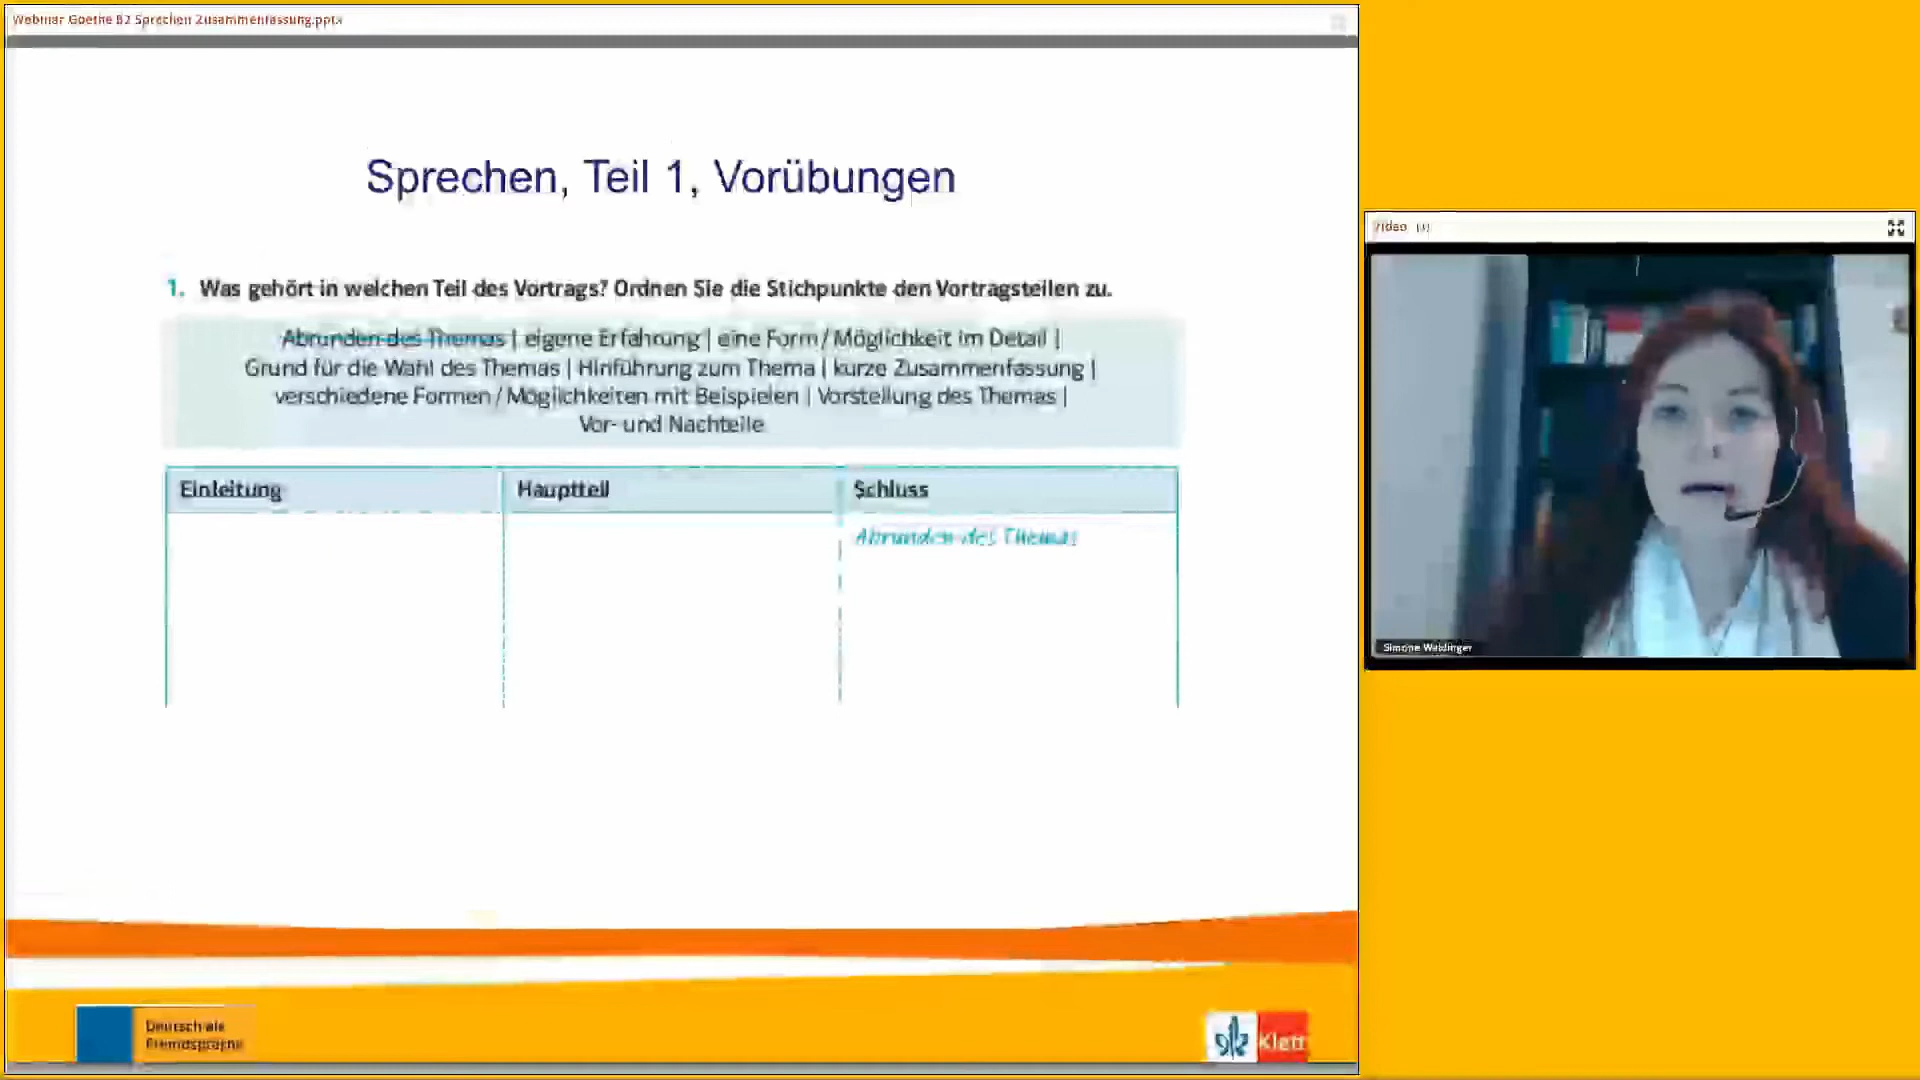 Webinar Goethe B2 Sprechen Zusammenfassung.pptx
Sprechen, Teil 1, Vorübungen
1. Was gehört in welchen Teil des Vortrags? Ordnen Sie die Stichpunkte den Vortragsteilen zu.
Abrunden des Themas | eigene Erfahrung | eine Form / Möglichkeit im Detail |
Grund für die Wahl des Themas | Hinführung zum Thema | kurze Zusammenfassung |
verschiedene Formen / Möglichkeiten mit Beispielen | Vorstellung des Themas |
Vor- und Nachteile
Einleitung Hauptteil Schluss
Abrunden des Themas
Deutsch als
Fremdsprache
Klett
Video
Simone Weidinger